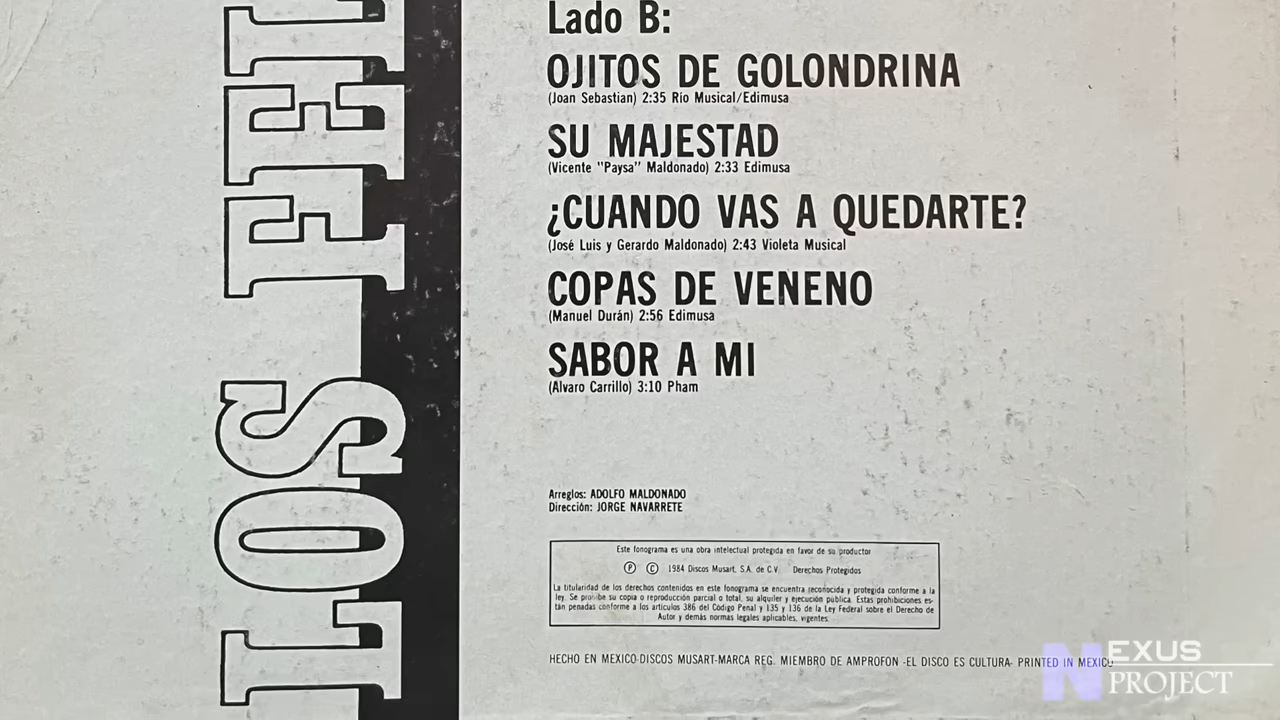 LOS FEL
Lado B:
OJITOS DE GOLONDRINA
(Joan Sebastian) 2:35 Río Musical/Edimusa
SU MAJESTAD
(Vicente "Paysa" Maldonado) 2:33 Edimusa
¿CUANDO VAS A QUEDARTE?
(José Luis y Gerardo Maldonado) 2:43 Violeta Musical
COPAS DE VENENO
(Manuel Durán) 2:56 Edimusa
SABOR A MI
(Alvaro Carrillo) 3:10 Pham
Arreglos: ADOLFO MALDONADO
Dirección: JORGE NAVARRETE
Este fonograma es una obra intelectual protegida en favor de su productor
Ⓟ © 1984 Discos Musart, S.A. de C.V. Derechos Protegidos
La titularidad de los derechos contenidos en este fonograma se encuentra reconocida y protegida conforme a la
ley. Se prohibe su copia o reproducción parcial o total, su alquiler y ejecución publica. Estas prohibiciones es-
tán penadas conforme a los articulos 386 del Código Penal y 135 y 136 de la Ley Federal sobre el Derecho de
Autor y demás normas legales aplicables, vigentes.
HECHO EN MEXICO-DISCOS MUSART-MARCA REG. MIEMBRO DE AMPROFON -EL DISCO ES CULTURA- PRINTED IN MEXICO
NEXUS
PROJECT